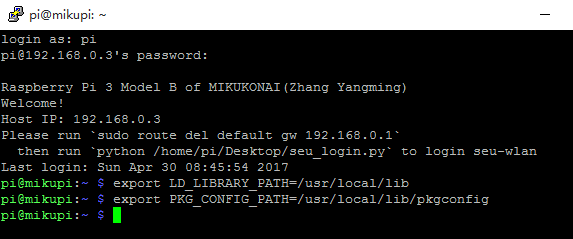 pi@mikupi: ~
login as: pi
pi@192.168.0.3's password:
Raspberry Pi 3 Model B of MIKUKONAI(Zhang Yangming)
Welcome!
Host IP: 192.168.0.3
Please run `sudo route del default gw 192.168.0.1`
  then run `python /home/pi/Desktop/seu_login.py` to login seu-wlan
Last login: Sun Apr 30 08:45:54 2017
pi@mikupi:~ $ export LD_LIBRARY_PATH=/usr/local/lib
pi@mikupi:~ $ export PKG_CONFIG_PATH=/usr/local/lib/pkgconfig
pi@mikupi:~ $